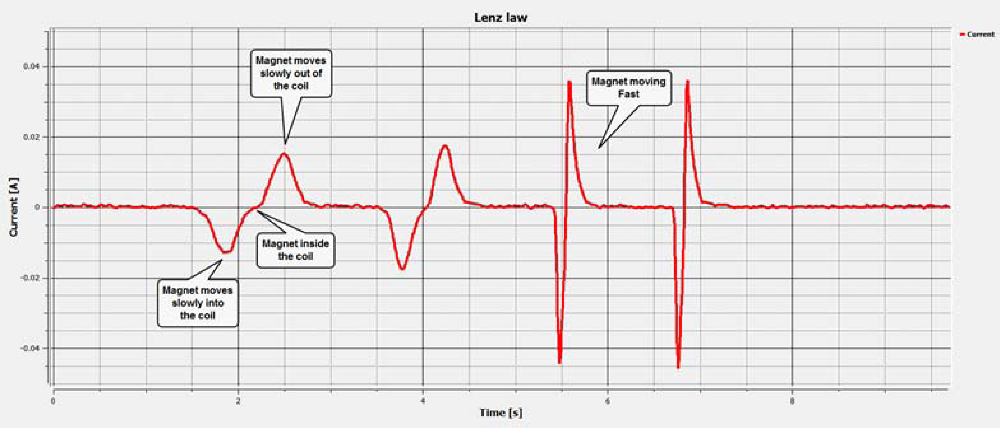 Lenz law
Current
Magnet moves
slowly out of
the coil
Magnet moving
Fast
0.04
0.02
0
-0.02
-0.04
Current [A]
Magnet inside
the coil
Magnet moves
slowly into
the coil
0
2
4
6
8
Time [s]